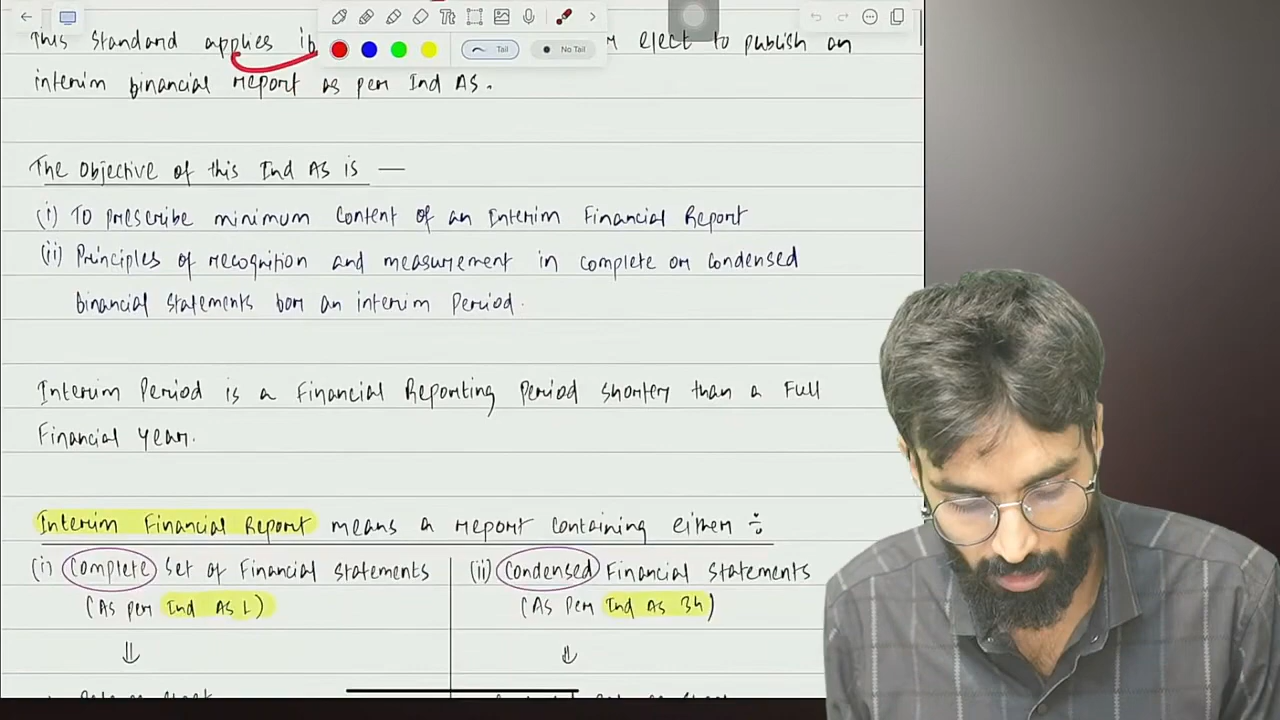 This Standard applies if elect to publish an
Tail
No Tail
interim financial report as per Ind AS.
The Objective of this Ind AS is —
(i) To prescribe minimum Content of an Interim Financial Report
(ii) Principles of recognition and measurement in complete or Condensed
financial statements for an interim Period.
Interim Period is a Financial Reporting Period shorter than a Full
Financial Year.
Interim Financial Report means a report containing either ÷
(i) Complete Set of Financial Statements
(As per Ind AS 1)
⇓
(ii) Condensed Financial Statements
(As Per Ind AS 34)
⇓